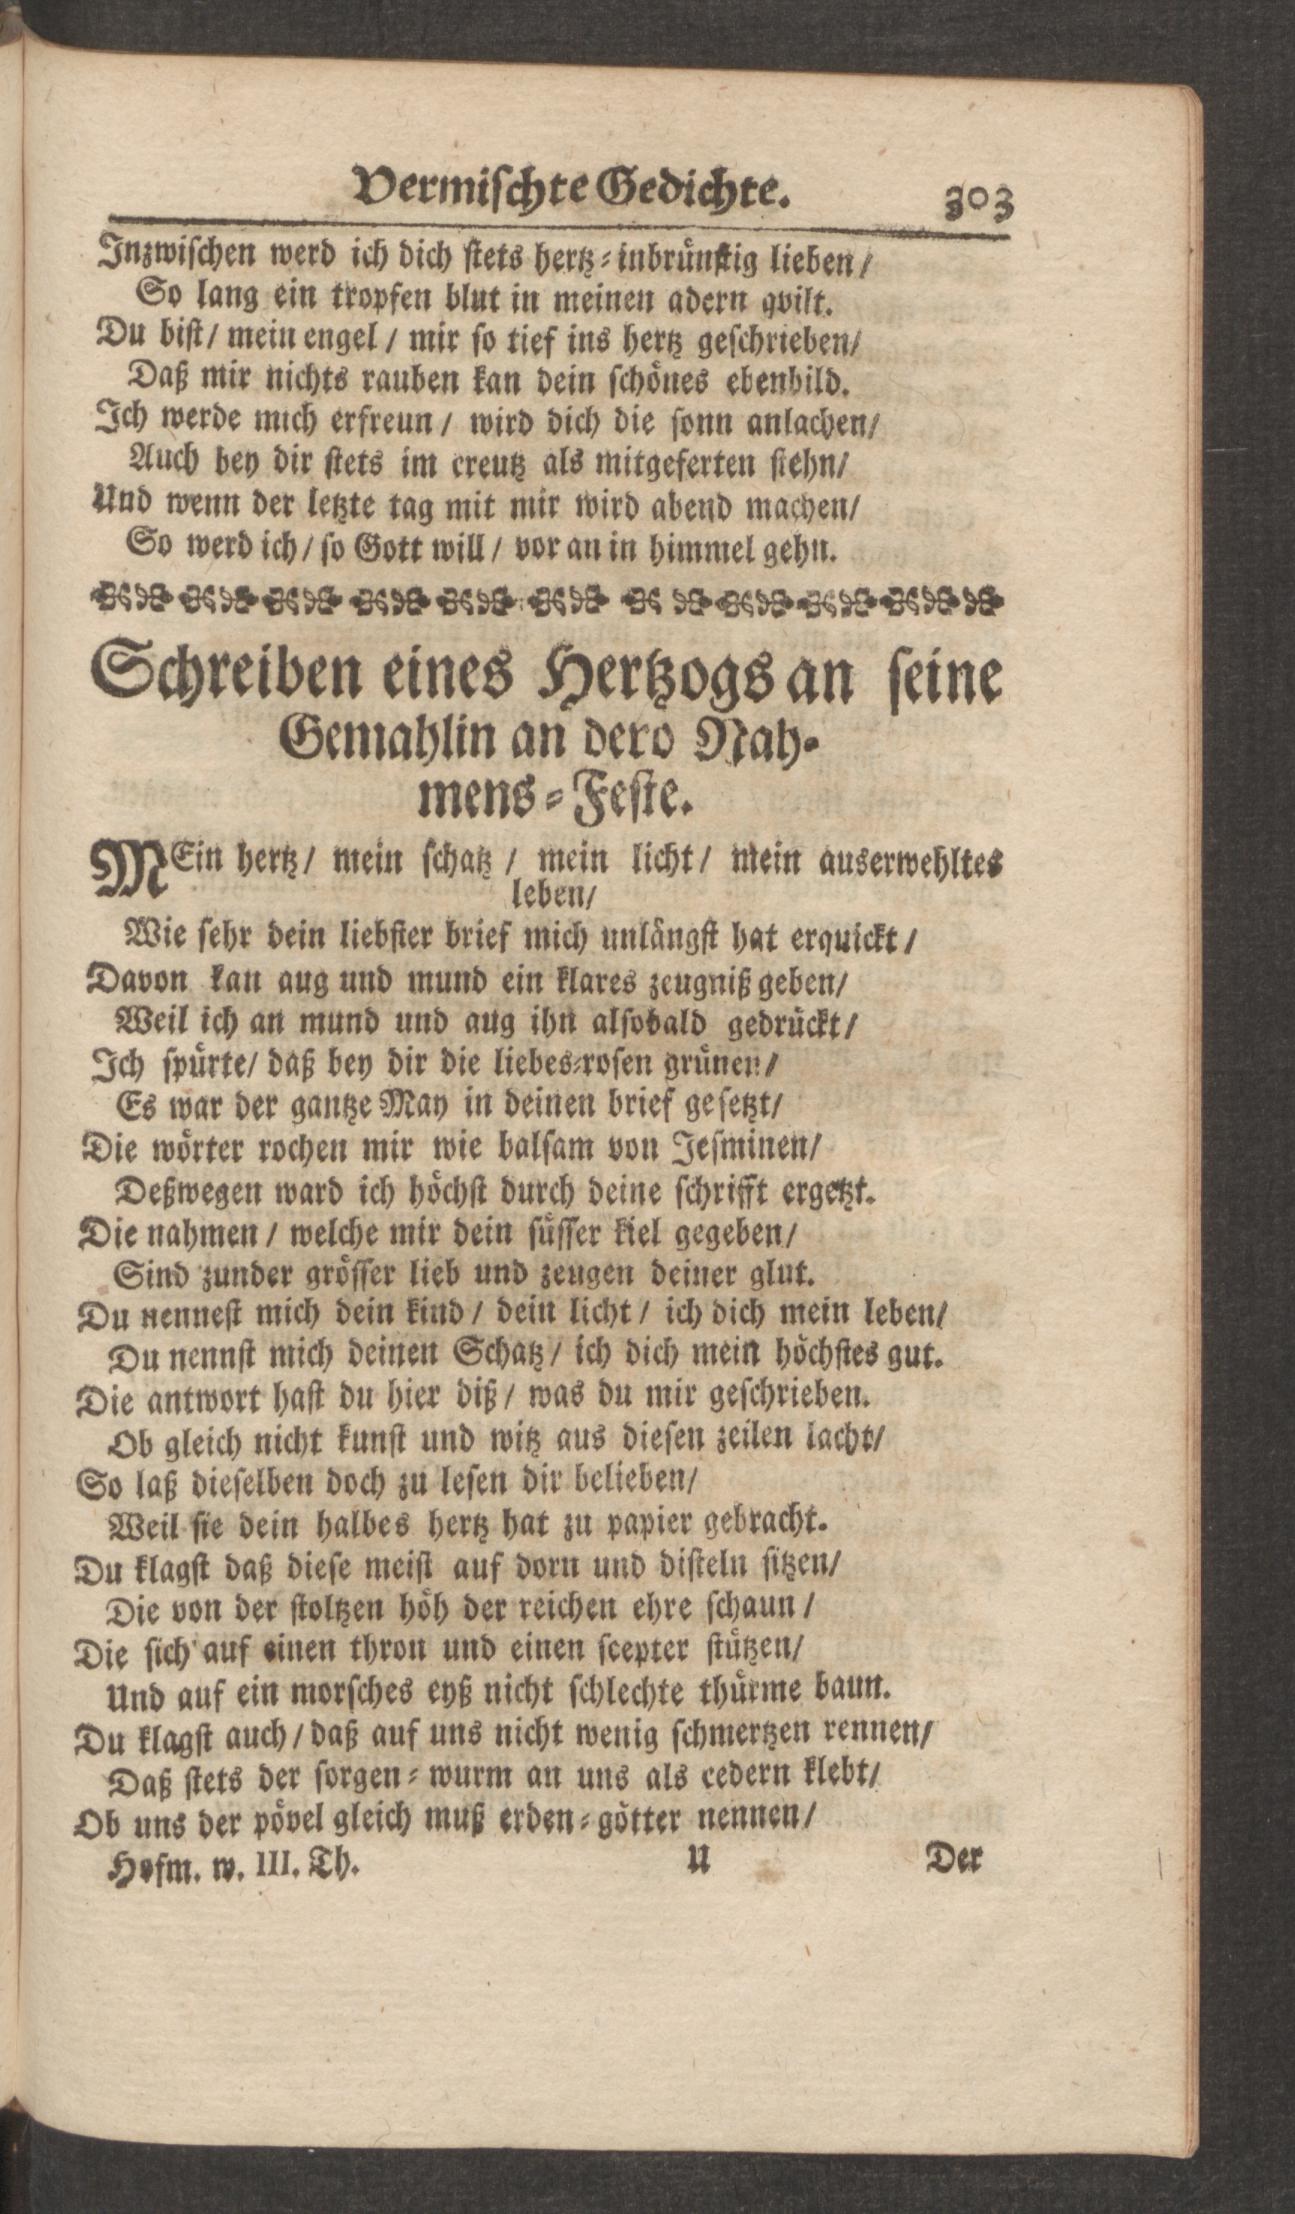 Vermischte Gedichte. 303
Inzwischen werd ich dich stets hertz-inbrünstig lieben/
So lang ein tropfen blut in meinen adern qvilt.
Du bist/ mein engel/ mir so tief ins hertz geschrieben/
Daß mir nichts rauben kan dein schönes ebenbild.
Ich werde mich erfreun/ wird dich die sonn anlachen/
Auch bey dir stets im creutz als mitgeferten stehn/
Und wenn der letzte tag mit mir wird abend machen/
So werd ich/ so Gott will/ vor an in himmel gehn.
Schreiben eines Hertzogs an seine
Gemahlin an dero Nah-
mens-Feste.
MEin hertz/ mein schatz/ mein licht/ mein auserwehltes
leben/
Wie sehr dein liebster brief mich unlängst hat erquickt/
Davon kan aug und mund ein klares zeugniß geben/
Weil ich an mund und aug ihn alsobald gedrückt/
Ich spürte/ daß bey dir die liebes-rosen grünen/
Es war der gantze May in deinen brief gesetzt/
Die wörter rochen mir wie balsam von Jesminen/
Deßwegen ward ich höchst durch deine schrifft ergetzt.
Die nahmen/ welche mir dein süsser kiel gegeben/
Sind zunder grösser lieb und zeugen deiner glut.
Du nennest mich dein kind/ dein licht/ ich dich mein leben/
Du nennst mich deinen Schatz/ ich dich mein höchstes gut.
Die antwort hast du hier diß/ was du mir geschrieben.
Ob gleich nicht kunst und witz aus diesen zeilen lacht/
So laß dieselben doch zu lesen dir belieben/
Weil sie dein halbes hertz hat zu papier gebracht.
Du klagst daß diese meist auf dorn und disteln sitzen/
Die von der stoltzen höh der reichen ehre schaun/
Die sich auf einen thron und einen scepter stützen/
Und auf ein morsches eyß nicht schlechte thürme baun.
Du klagst auch/ daß auf uns nicht wenig schmertzen rennen/
Daß stets der sorgen-wurm an uns als cedern klebt/
Ob uns der pövel gleich muß erden-götter nennen/
Hofm. w. III. Th. U Der